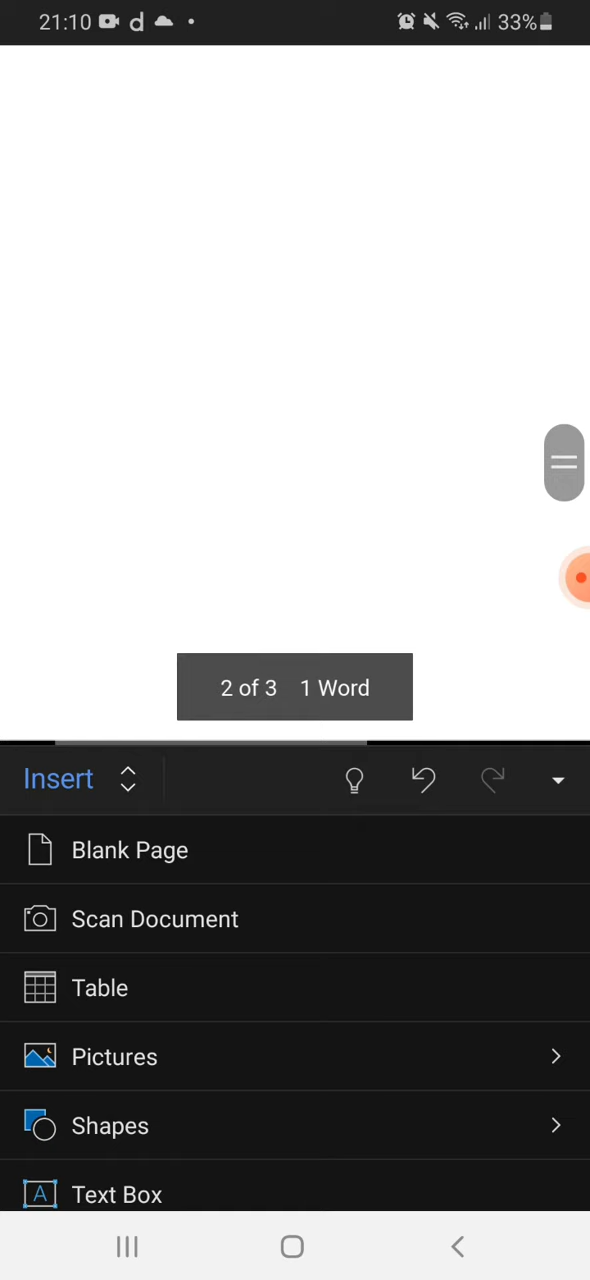 21:10 d 33%
2 of 3 1 Word
Insert
Blank Page
Scan Document
Table
Pictures
Shapes
A Text Box